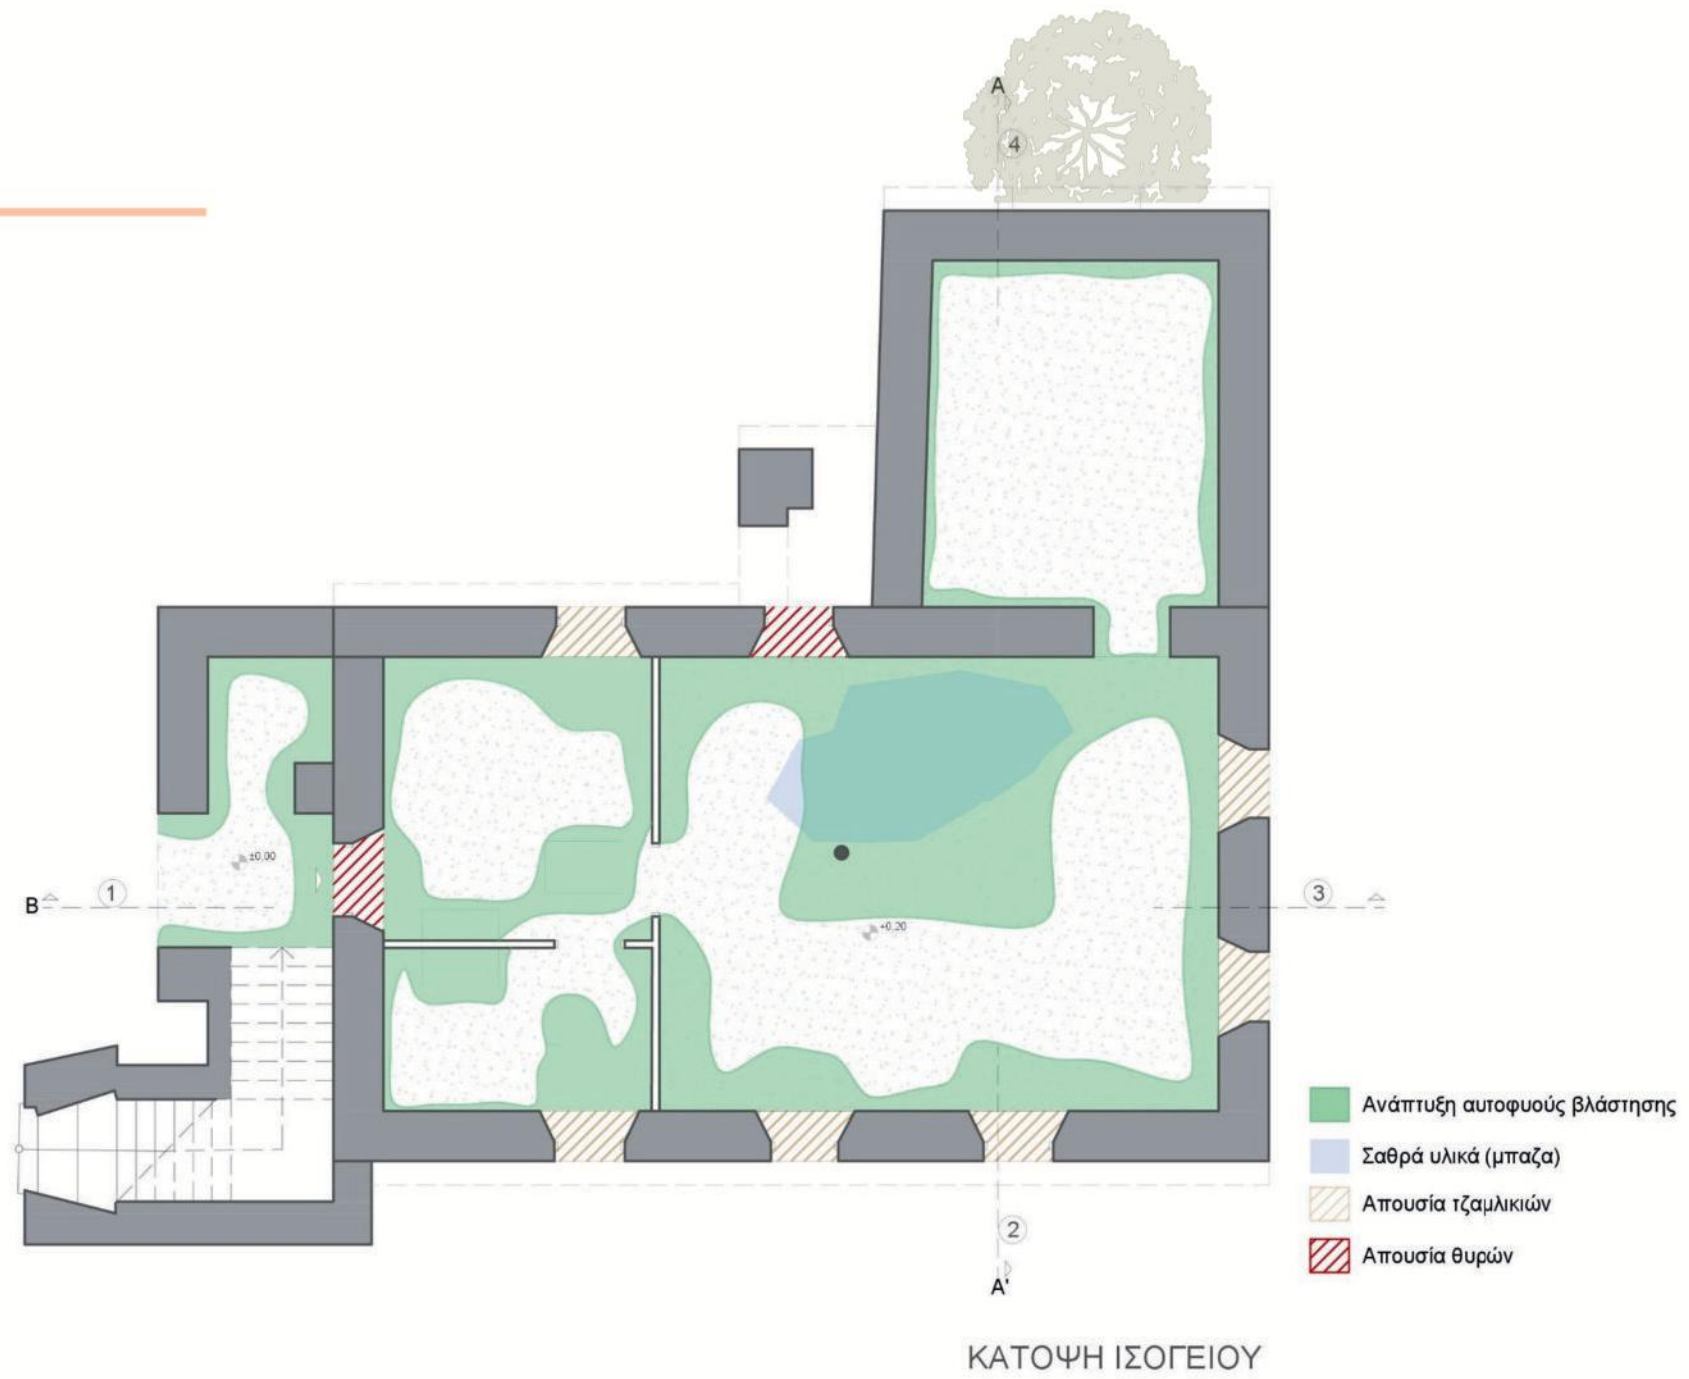 A
4
±0.00
B
1
3
+0.20
Ανάπτυξη αυτοφυούς βλάστησης
Σαθρά υλικά (μπαζα)
Απουσία τζαμλικιών
2
Απουσία θυρών
A'
ΚΑΤΟΨΗ ΙΣΟΓΕΙΟΥ